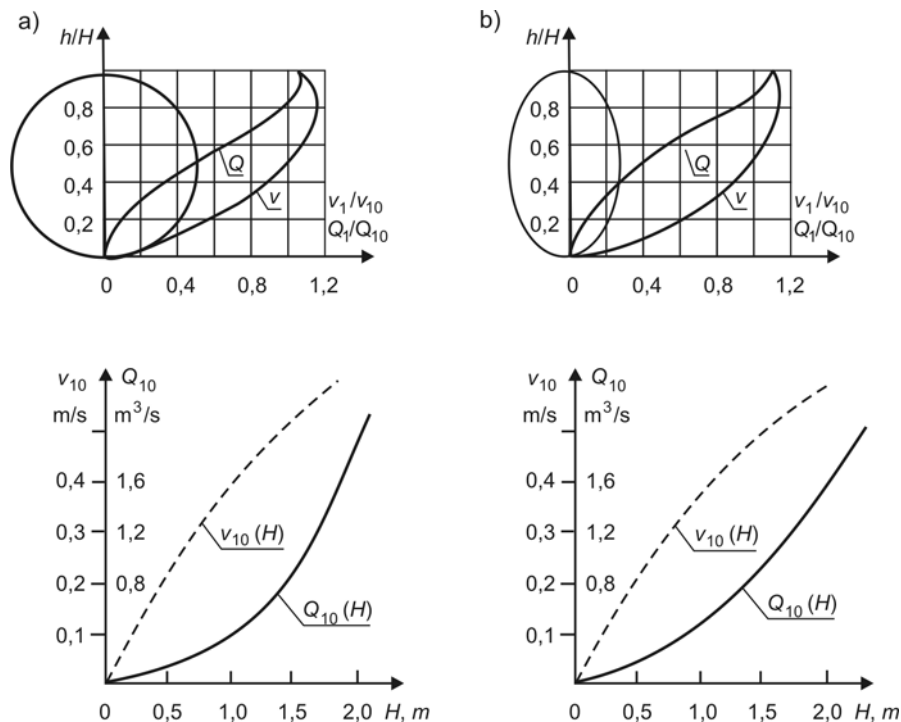 a)
h/H
0,8
0,6
0,4
0,2
Q
v
v₁/v₁₀
Q₁/Q₁₀
0 0,4 0,8 1,2
b)
h/H
0,8
0,6
0,4
0,2
Q
v
v₁/v₁₀
Q₁/Q₁₀
0 0,4 0,8 1,2
v₁₀ Q₁₀
m/s m³/s
0,4 1,6
0,3 1,2
0,2 0,8
0,1
v₁₀ (H)
Q₁₀ (H)
0 0,5 1,0 1,5 2,0 H, m
v₁₀ Q₁₀
m/s m³/s
0,4 1,6
0,3 1,2
0,2 0,8
0,1
v₁₀ (H)
Q₁₀ (H)
0 0,5 1,0 1,5 2,0 H, m